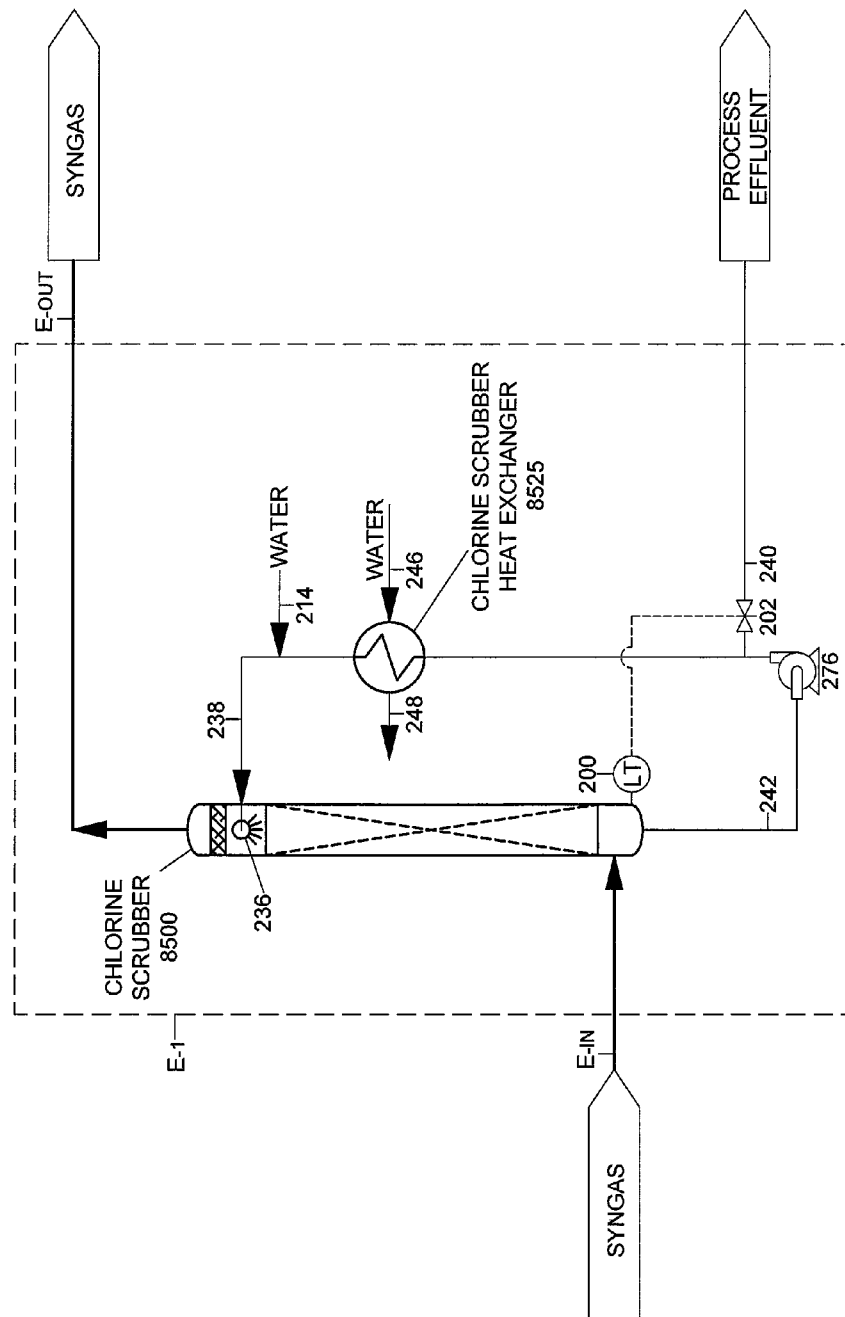 SYNGAS
E-OUT
PROCESS
EFFLUENT
WATER
214
WATER
246
CHLORINE SCRUBBER
HEAT EXCHANGER
8525
238
248
240
202
276
200
LT
242
236
CHLORINE
SCRUBBER
8500
E-1
E-IN
SYNGAS